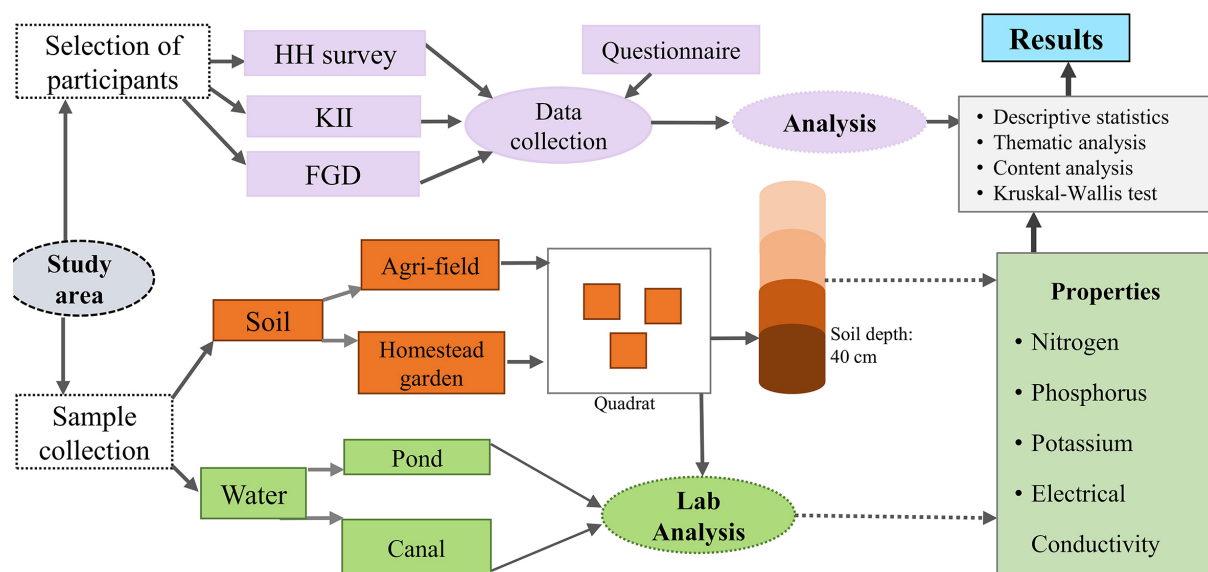 Selection of
participants
HH survey
KII
FGD
Questionnaire
Data
collection
Analysis
Results
• Descriptive statistics
• Thematic analysis
• Content analysis
• Kruskal-Wallis test
Study
area
Soil
Agri-field
Homestead
garden
Quadrat
Soil depth:
40 cm
Sample
collection
Water
Pond
Canal
Lab
Analysis
Properties
• Nitrogen
• Phosphorus
• Potassium
• Electrical
Conductivity